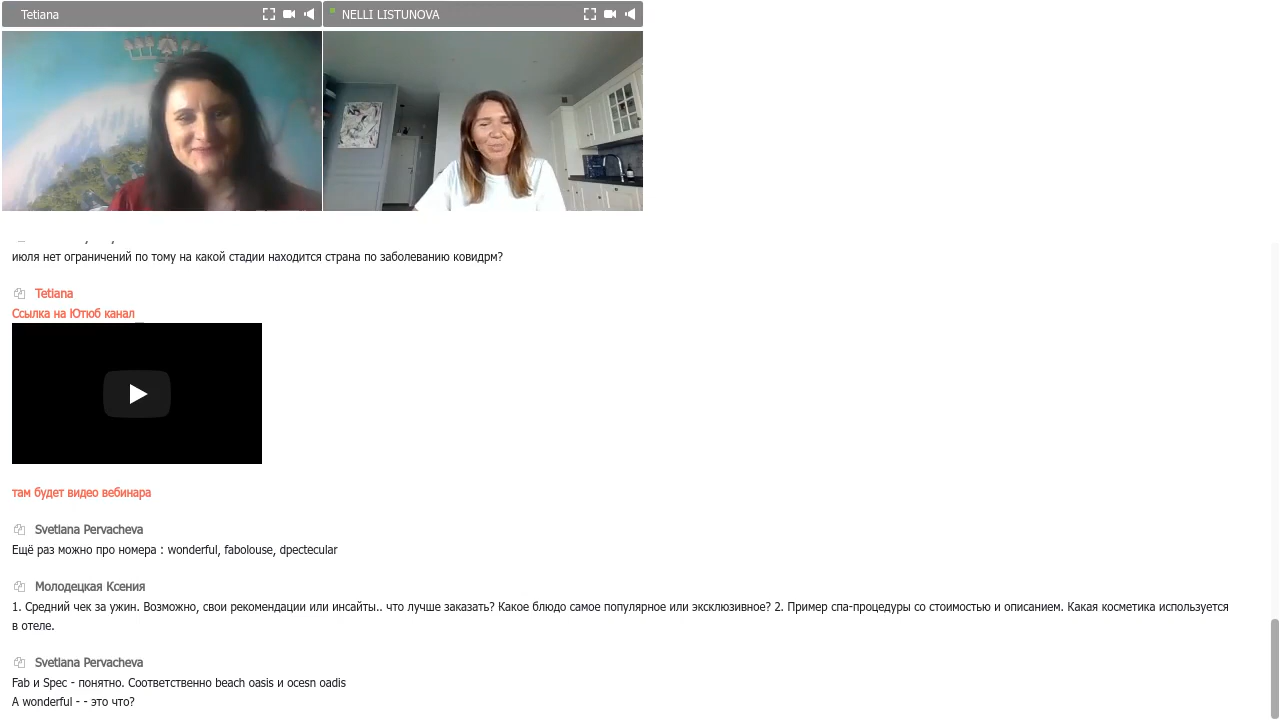 Tetiana
NELLI LISTUNOVA
июля нет ограничений по тому на какой стадии находится страна по заболеванию ковидрм?
Tetiana
Ссылка на Ютюб канал
там будет видео вебинара
Svetlana Pervacheva
Ещё раз можно про номера : wonderful, fabolouse, dpectecular
Молодецкая Ксения
1. Средний чек за ужин. Возможно, свои рекомендации или инсайты.. что лучше заказать? Какое блюдо самое популярное или эксклюзивное? 2. Пример спа-процедуры со стоимостью и описанием. Какая косметика используется
в отеле.
Svetlana Pervacheva
Fab и Spec - понятно. Соответственно beach oasis и ocesn oadis
А wonderful - - это что?